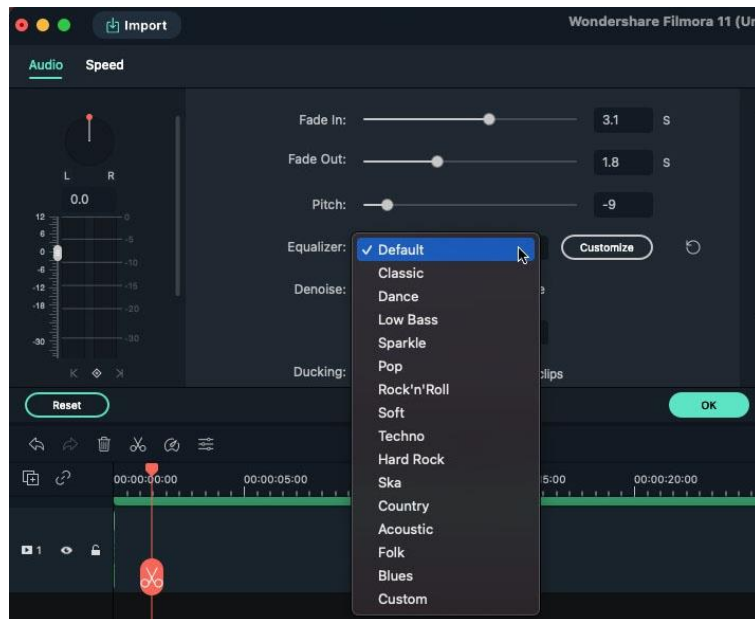 Import
Wondershare Filmora 11 (Un
Audio Speed
Fade In: 3.1 s
Fade Out: 1.8 s
L R
0.0
Pitch: -9
12 0
6
0 -5
-6 -10
-12 -15
-18 -20
-30 -30
Equalizer: ✓ Default Customize
Classic
Denoise: Dance e
Low Bass
Sparkle
Pop
Ducking: clips
Rock'n'Roll
Reset OK
Soft
Techno
Hard Rock
00:00:00:00 00:00:05:00 5:00 00:00:20:00
Ska
Country
Acoustic
1
Folk
Blues
Custom